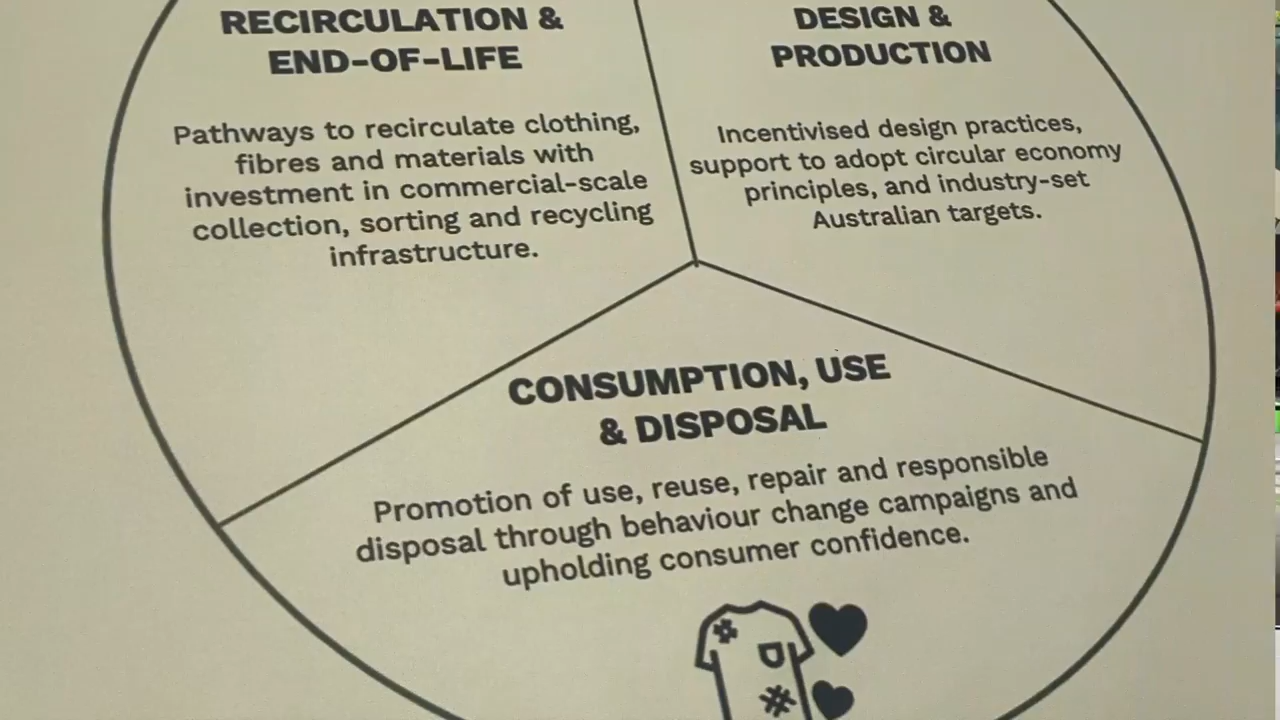 RECIRCULATION &
END-OF-LIFE
Pathways to recirculate clothing,
fibres and materials with
investment in commercial-scale
collection, sorting and recycling
infrastructure.
DESIGN &
PRODUCTION
Incentivised design practices,
support to adopt circular economy
principles, and industry-set
Australian targets.
CONSUMPTION, USE
& DISPOSAL
Promotion of use, reuse, repair and responsible
disposal through behaviour change campaigns and
upholding consumer confidence.